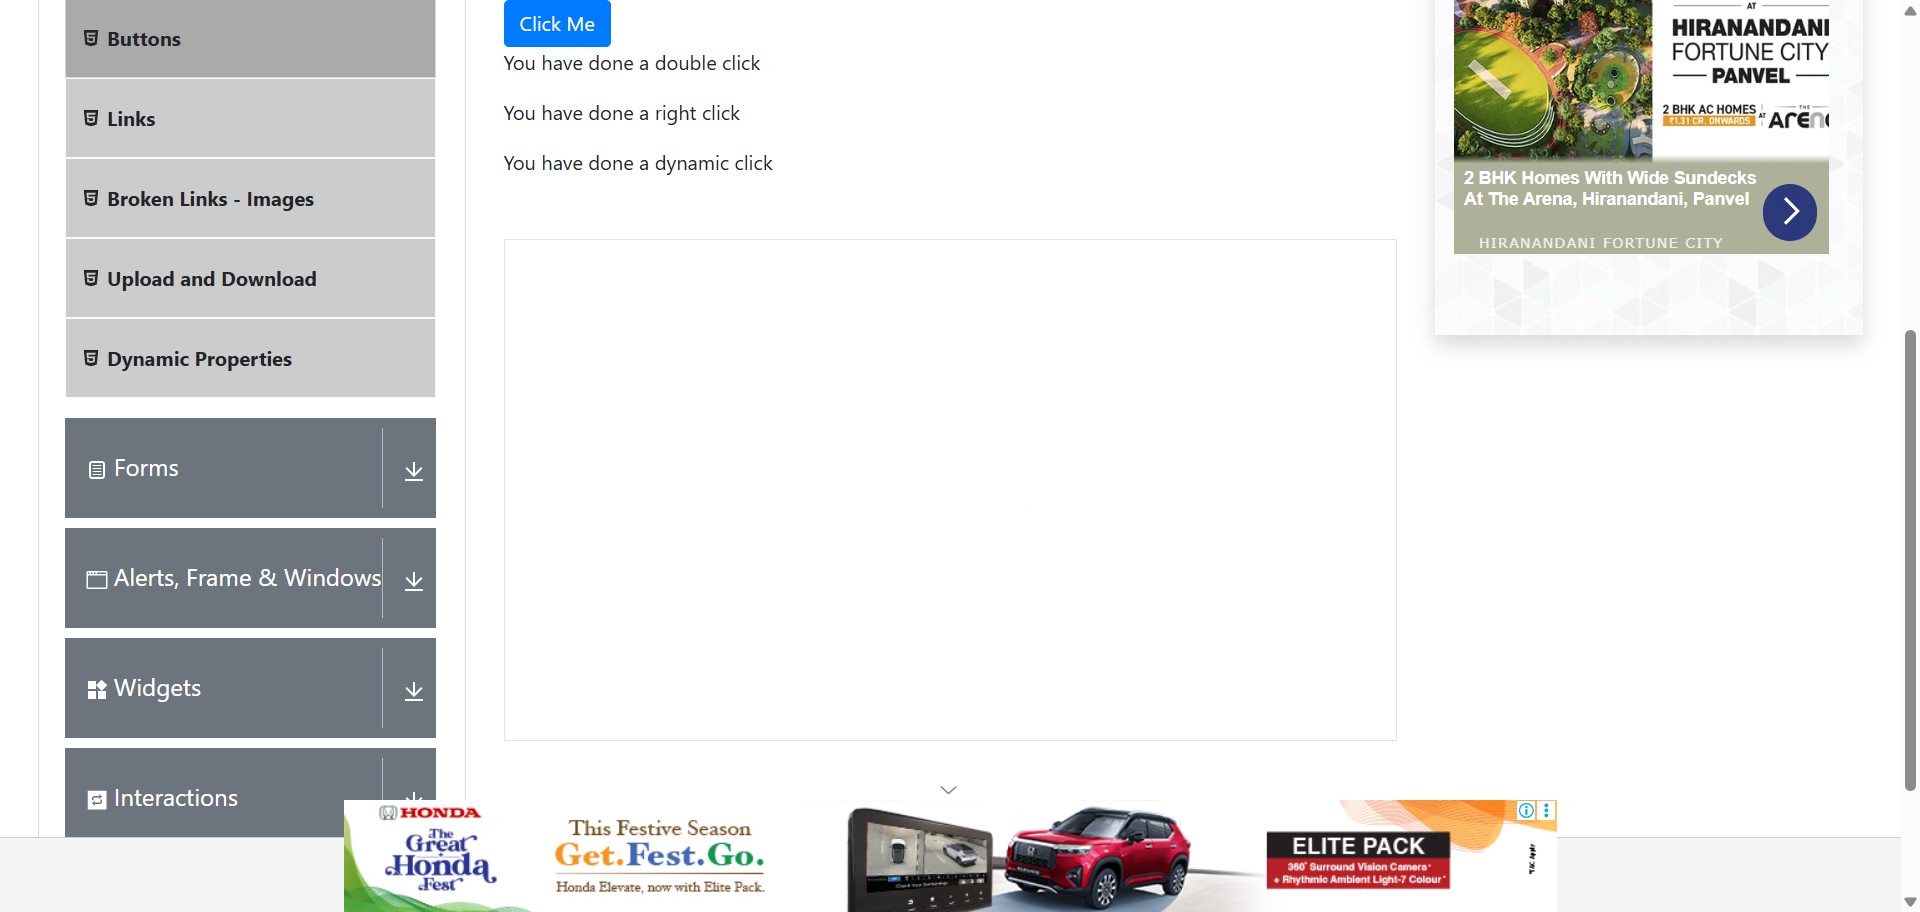 Buttons
Links
Broken Links - Images
Upload and Download
Dynamic Properties
Forms
Alerts, Frame & Windows
Widgets
Interactions
Click Me
You have done a double click
You have done a right click
You have done a dynamic click
AT
HIRANANDANI
FORTUNE CITY
PANVEL
2 BHK AC HOMES
₹1.31 CR. ONWARDS
AT
THE
ARENA
2 BHK Homes With Wide Sundecks
At The Arena, Hiranandani, Panvel
HIRANANDANI FORTUNE CITY
HONDA
The
Great
Honda
Fest
This Festive Season
Get.Fest.Go.
Honda Elevate, now with Elite Pack.
ELITE PACK
360° Surround Vision Camera*
+ Rhythmic Ambient Light-7 Colour*
T&C Apply